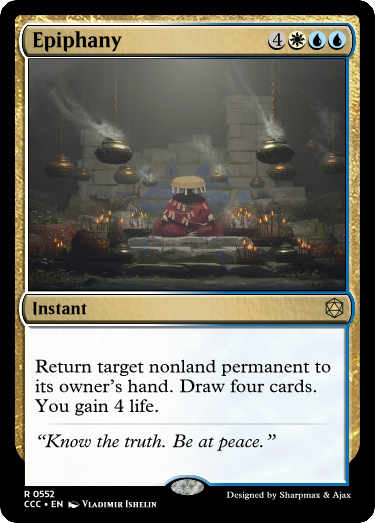 Epiphany 4
Instant
Return target nonland permanent to
its owner's hand. Draw four cards.
You gain 4 life.
“Know the truth. Be at peace.”
R 0552
CCC • EN Vladimir Ishelin
Designed by Sharpmax & Ajax